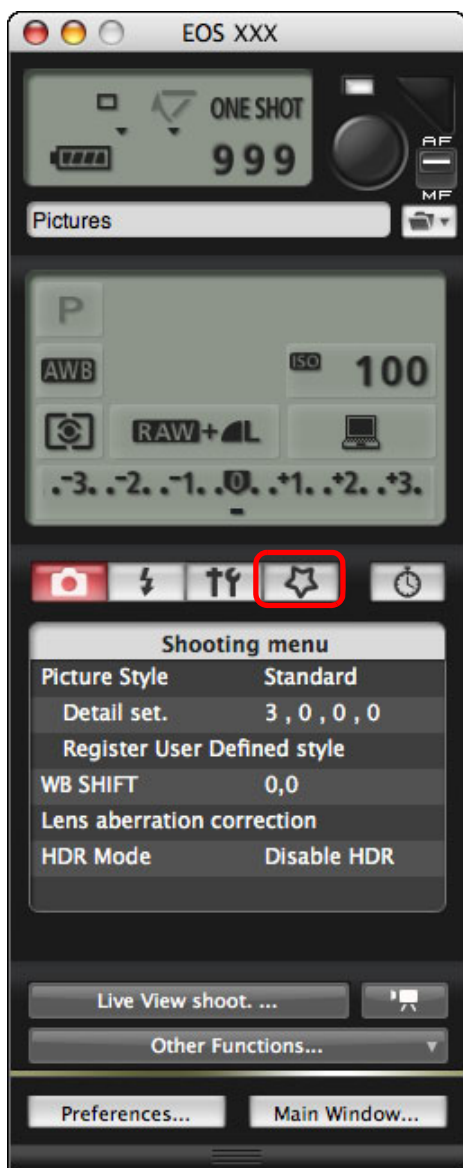 EOS XXX
ONE SHOT
999
AF
MF
Pictures
P
AWB
ISO 100
RAW+L
.-3. .-2. .-1. .0. .+1. .+2. .+3.
Shooting menu
Picture Style Standard
Detail set. 3 , 0 , 0 , 0
Register User Defined style
WB SHIFT 0,0
Lens aberration correction
HDR Mode Disable HDR
Live View shoot. ...
Other Functions...
Preferences... Main Window...